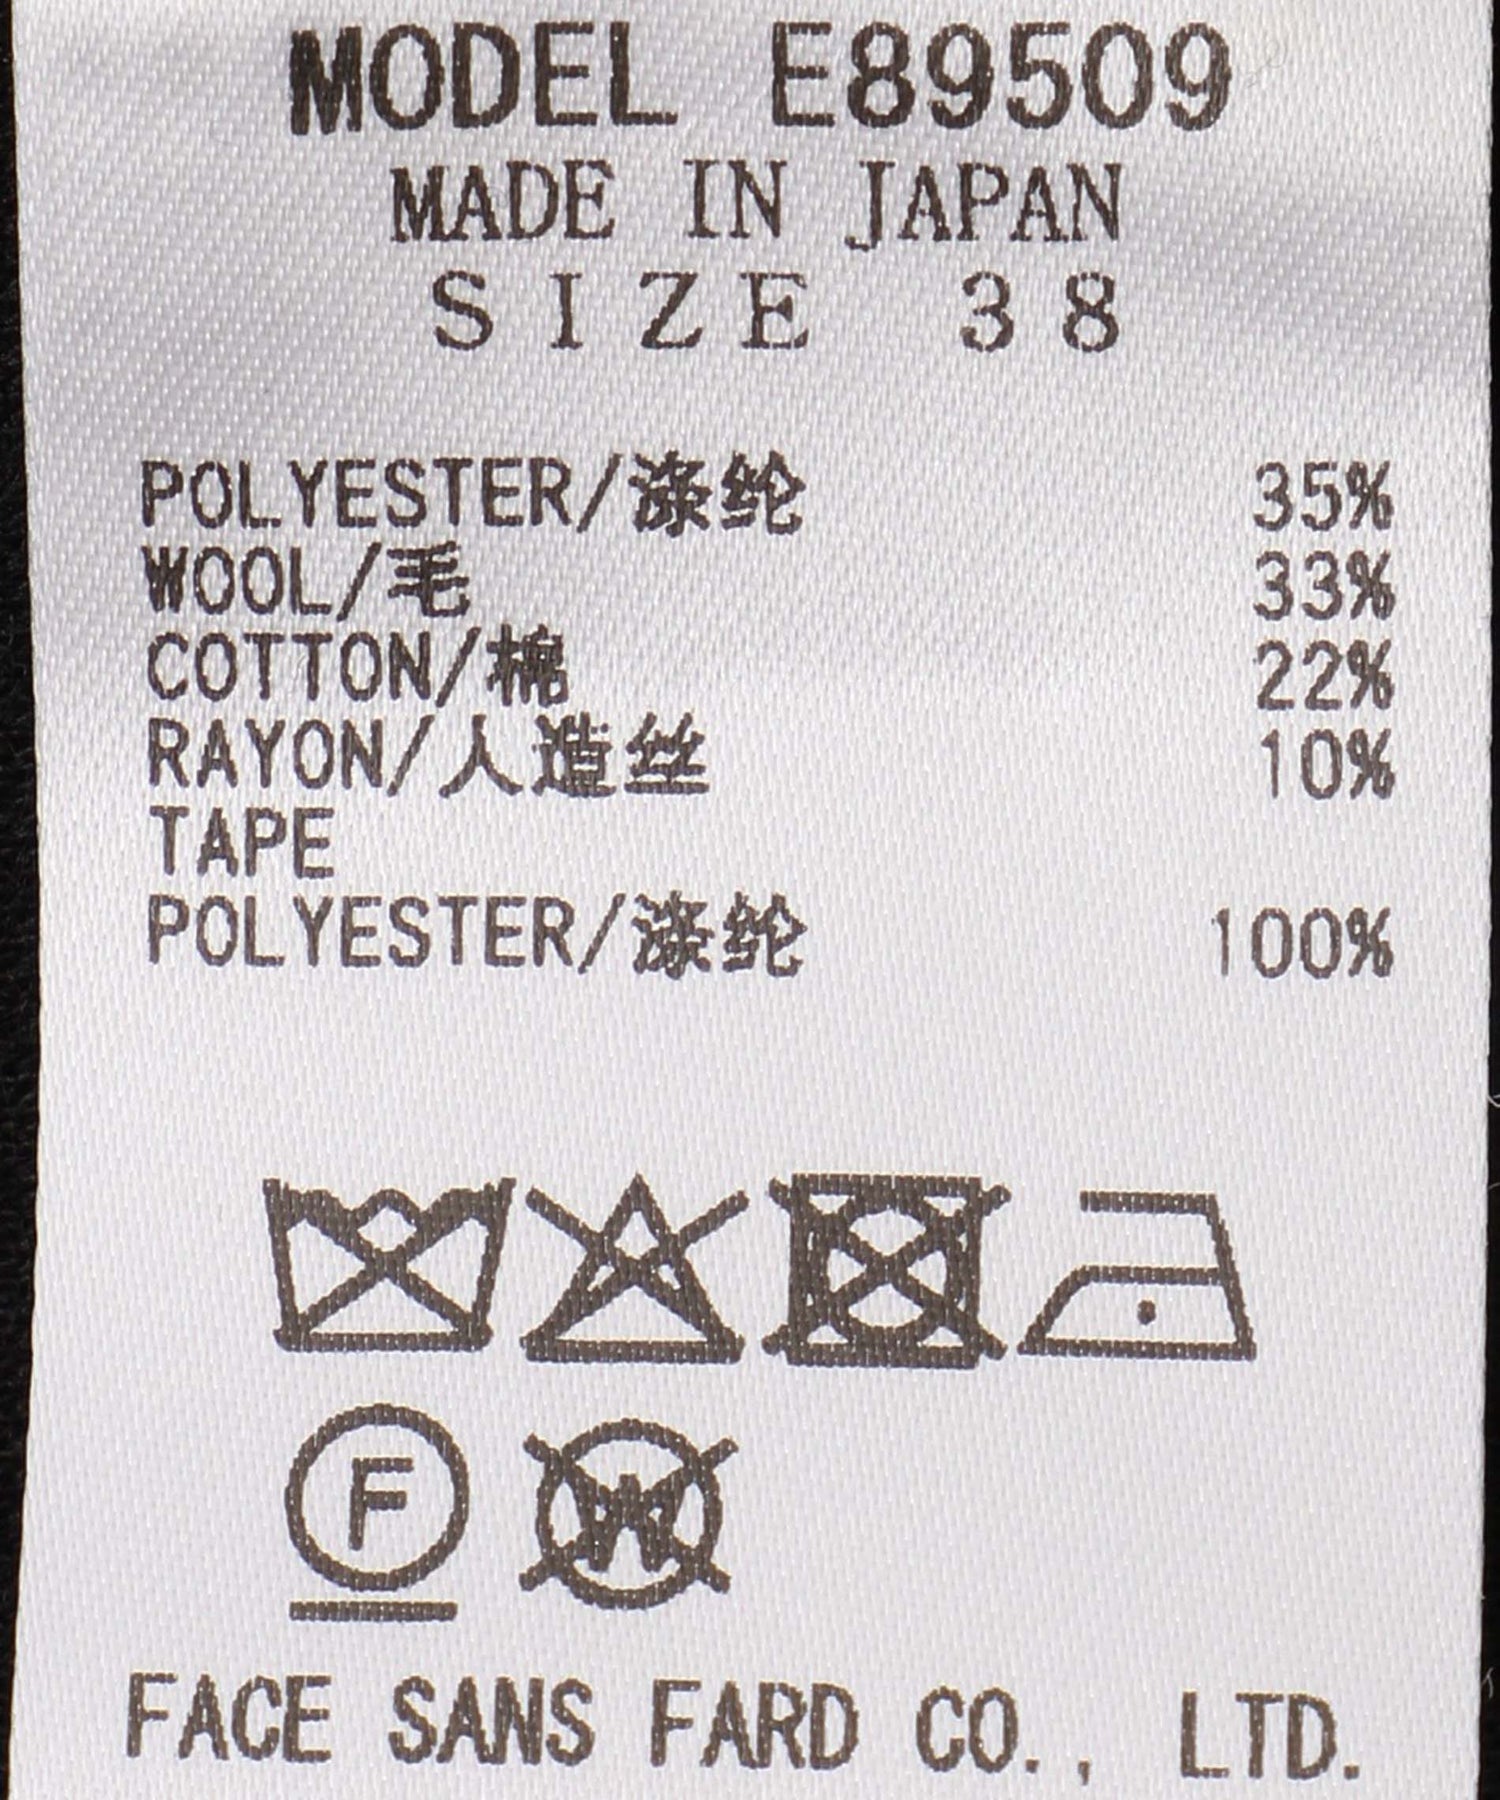 MODEL E89509
MADE IN JAPAN
SIZE 38
POLYESTER/涤纶 35%
WOOL/毛 33%
COTTON/棉 22%
RAYON/人造丝 10%
TAPE
POLYESTER/涤纶 100%
F W
FACE SANS FARD CO., LTD.